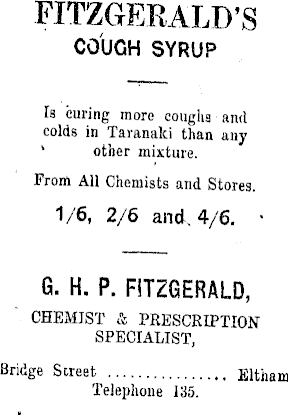 FITZGERALD'S
COUGH SYRUP
Is curing more coughs and
colds in Taranaki than any
other mixture.
From All Chemists and Stores.
1/6, 2/6 and 4/6.
G. H. P. FITZGERALD,
CHEMIST & PRESCRIPTION
SPECIALIST,
Bridge Street ................ Eltham
Telephone 135.